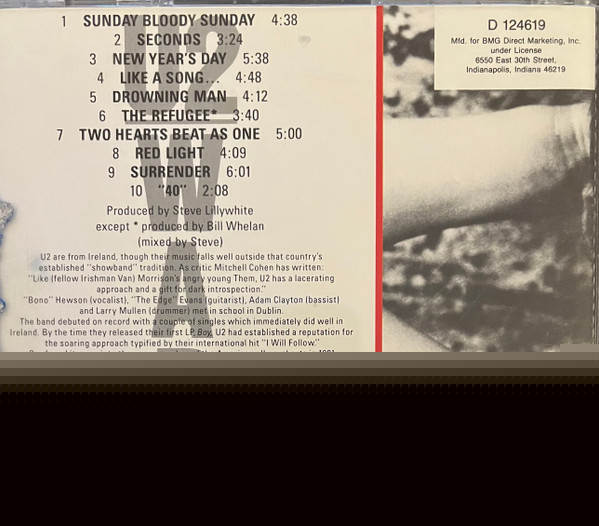 1 SUNDAY BLOODY SUNDAY 4:38
2 SECONDS 3:24
3 NEW YEAR'S DAY 5:38
4 LIKE A SONG... 4:48
5 DROWNING MAN 4:12
6 THE REFUGEE* 3:40
7 TWO HEARTS BEAT AS ONE 5:00
8 RED LIGHT 4:09
9 SURRENDER 6:01
10 "40" 2:08
Produced by Steve Lillywhite
except * produced by Bill Whelan
(mixed by Steve)
U2 are from Ireland, though their music falls well outside that country's
established "showband" tradition. As critic Mitchell Cohen has written:
"Like (fellow Irishman Van) Morrison's angry young Them, U2 has a lacerating
approach and a gift for dark introspection."
"Bono" Hewson (vocalist), "The Edge" Evans (guitarist), Adam Clayton (bassist)
and Larry Mullen (drummer) met in school in Dublin.
The band debuted on record with a couple of singles which immediately did well in
Ireland. By the time they released their first LP Boy, U2 had established a reputation for
the soaring approach typified by their international hit "I Will Follow."
U2
WA
D 124619
Mfd. for BMG Direct Marketing, Inc.
under License
6550 East 30th Street,
Indianapolis, Indiana 46219